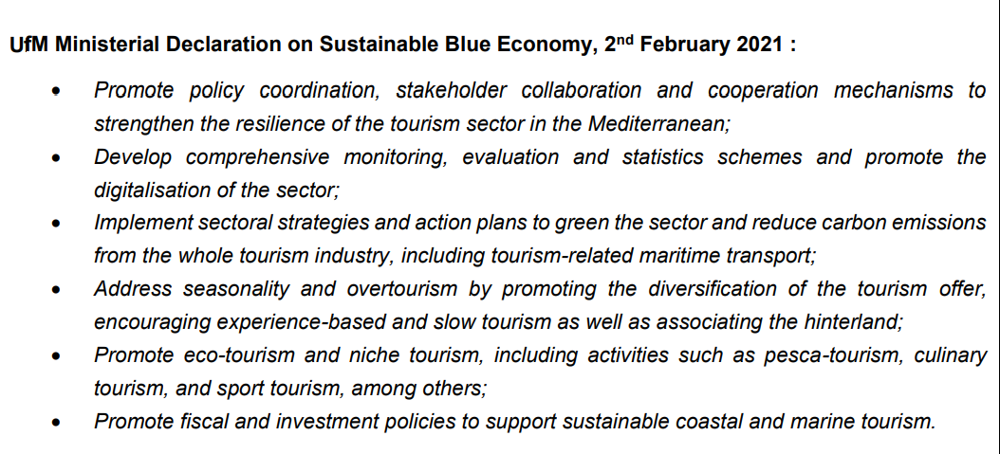 UfM Ministerial Declaration on Sustainable Blue Economy, 2nd February 2021 :
• Promote policy coordination, stakeholder collaboration and cooperation mechanisms to
strengthen the resilience of the tourism sector in the Mediterranean;
• Develop comprehensive monitoring, evaluation and statistics schemes and promote the
digitalisation of the sector;
• Implement sectoral strategies and action plans to green the sector and reduce carbon emissions
from the whole tourism industry, including tourism-related maritime transport;
• Address seasonality and overtourism by promoting the diversification of the tourism offer,
encouraging experience-based and slow tourism as well as associating the hinterland;
• Promote eco-tourism and niche tourism, including activities such as pesca-tourism, culinary
tourism, and sport tourism, among others;
• Promote fiscal and investment policies to support sustainable coastal and marine tourism.